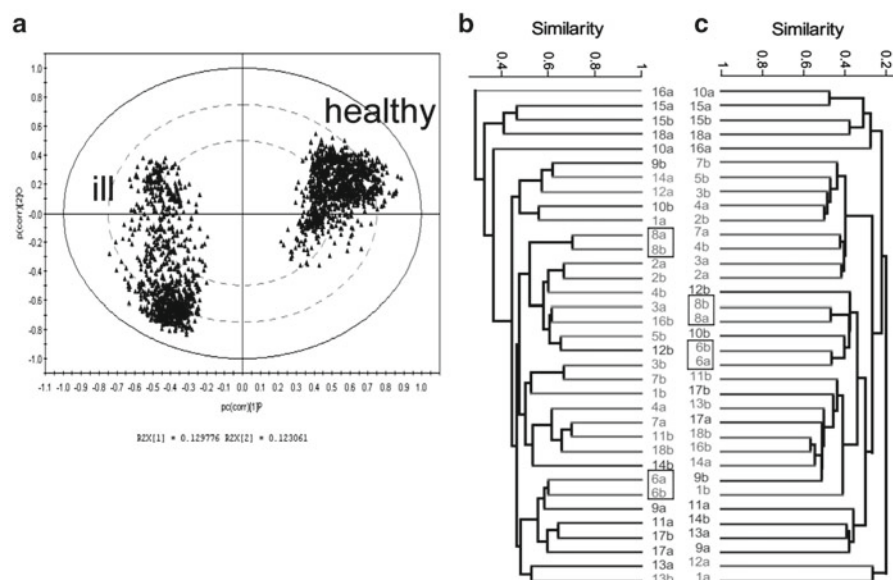 a
healthy
ill
p(corr)[2]O
1.0
0.8
0.6
0.4
0.2
-0.0
-0.2
-0.4
-0.6
-0.8
-1.0
-1.1 -1.0 -0.9 -0.8 -0.7 -0.6 -0.5 -0.4 -0.3 -0.2 -0.1 0.0 0.1 0.2 0.3 0.4 0.5 0.6 0.7 0.8 0.9 1.0
pc(corr)[1]P
R2X[1] = 0.129776 R2X[2] = 0.123061
b
Similarity
0.4 0.6 0.8 1
16a
15a
15b
18a
10a
9b
14a
12a
10b
1a
8a
8b
2a
2b
4b
3a
16b
5b
12b
3b
7b
1b
4a
7a
11b
18b
14b
6a
6b
9a
11a
17b
17a
13a
13b
c
Similarity
1 0.6 0.4 0.2
10a
15a
15b
18a
16a
7b
5b
3b
4a
2b
7a
4b
3a
2a
12b
8b
8a
10b
6b
6a
11b
17b
13b
17a
18b
16b
14a
9b
1b
11a
14b
13a
9a
12a
1a